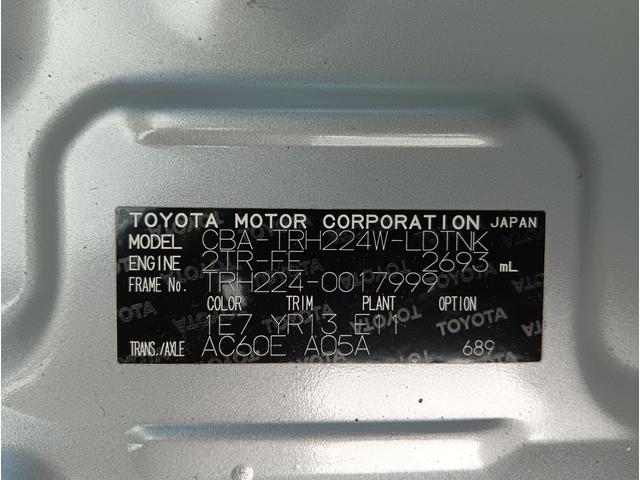 TOYOTA MOTOR CORPORATION JAPAN
MODEL CBA-TRH224W-LDTNK
ENGINE 2TR-FE 2693 mL
FRAME No. TRH224-0017999
COLOR TRIM PLANT OPTION
1E7 YR13 E11
TRANS./AXLE AC60E A05A 689